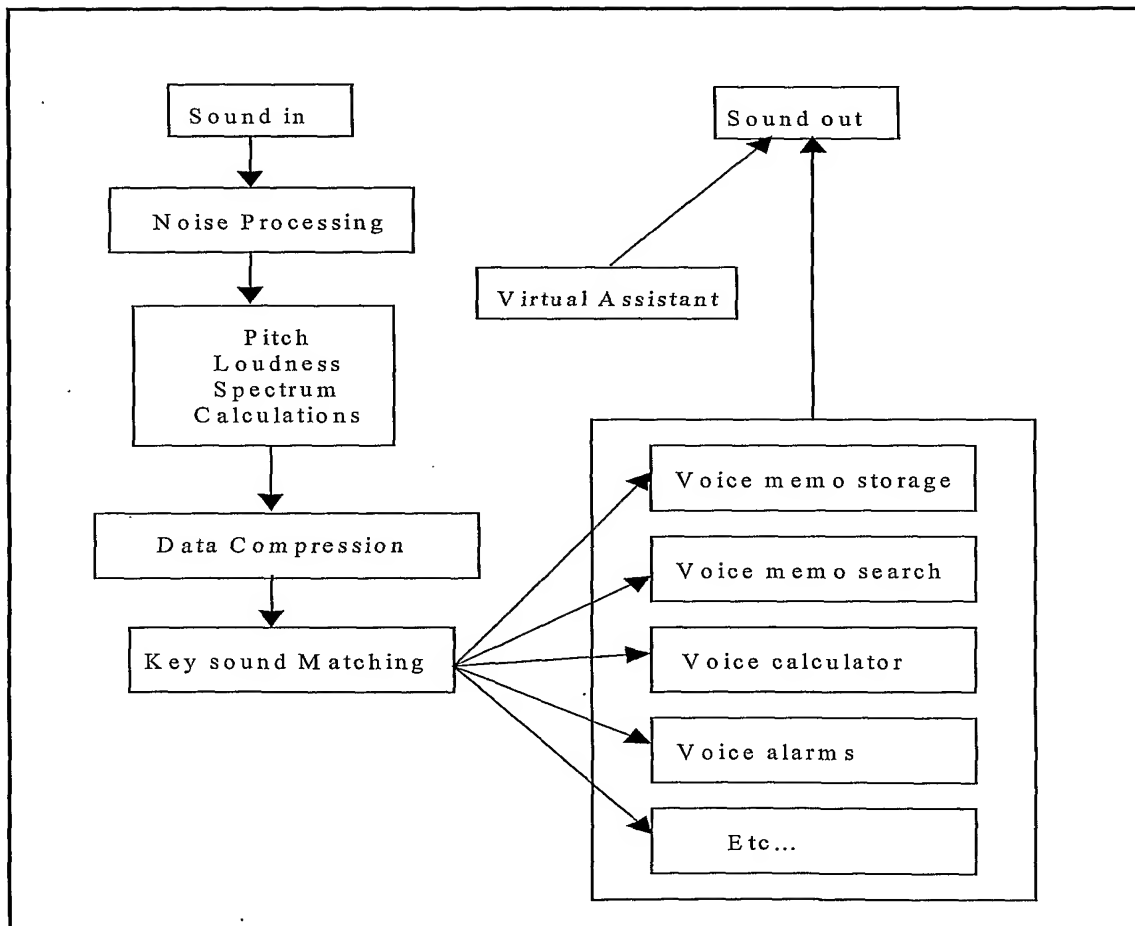 Sound in
Noise Processing
Pitch
Loudness
Spectrum
Calculations
Data Compression
Key sound Matching
Sound out
Virtual Assistant
Voice memo storage
Voice memo search
Voice calculator
Voice alarms
Etc...